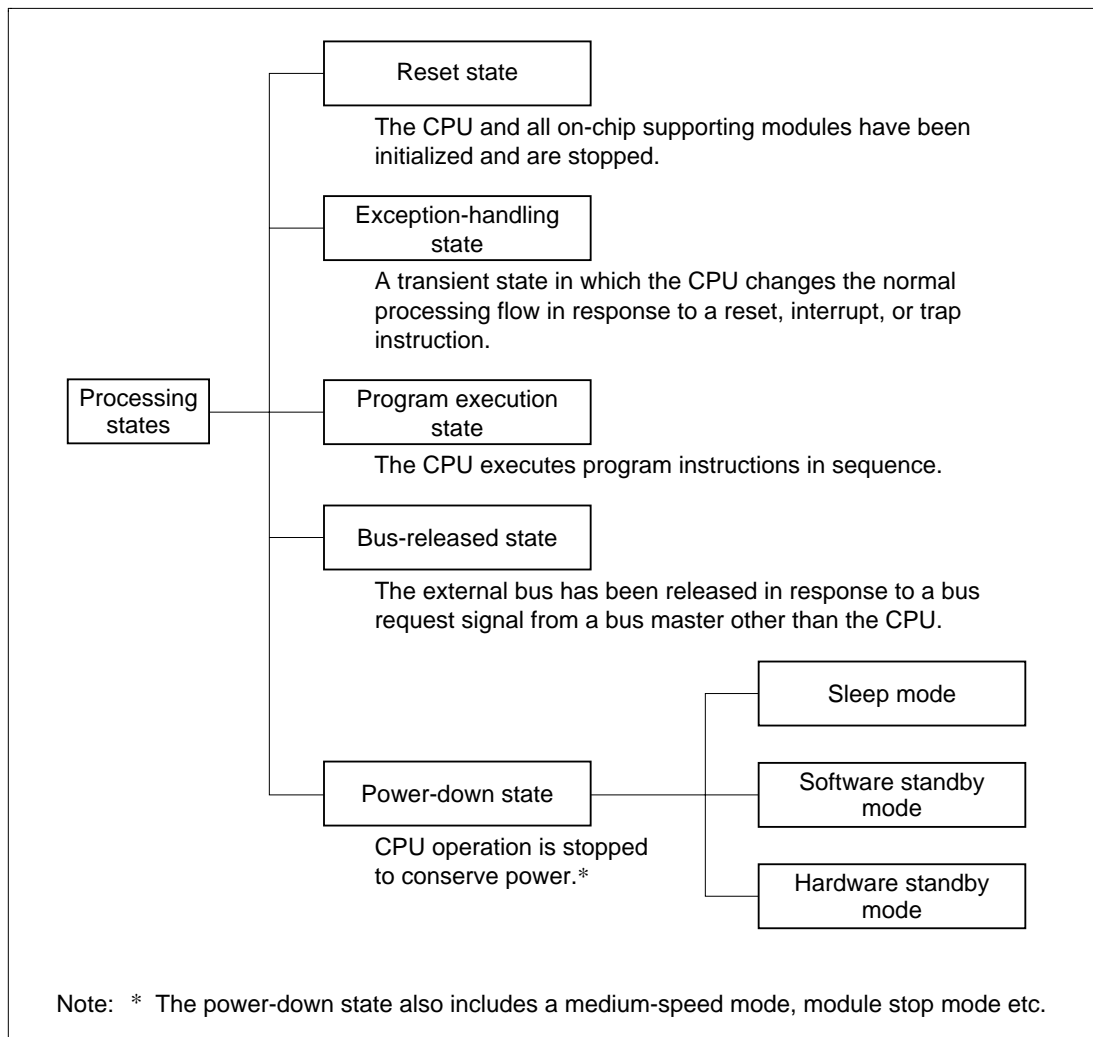 Reset state
The CPU and all on-chip supporting modules have been
initialized and are stopped.
Exception-handling
state
A transient state in which the CPU changes the normal
processing flow in response to a reset, interrupt, or trap
instruction.
Processing
states
Program execution
state
The CPU executes program instructions in sequence.
Bus-released state
The external bus has been released in response to a bus
request signal from a bus master other than the CPU.
Sleep mode
Power-down state
CPU operation is stopped
to conserve power.*
Software standby
mode
Hardware standby
mode
Note: * The power-down state also includes a medium-speed mode, module stop mode etc.